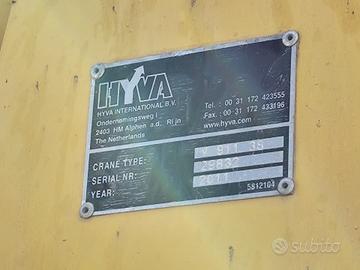 HYVA
HYVA INTERNATIONAL B.V.
Ondernemingsweg 1
2403 HM Alphen a.d. Rijn
The Netherlands
Tel.: 00 31 172 423555
Fax.: 00 31 172 433196
www.hyva.com
CRANE TYPE:
SERIAL NR: 29832
YEAR: 2011
5812104
subito